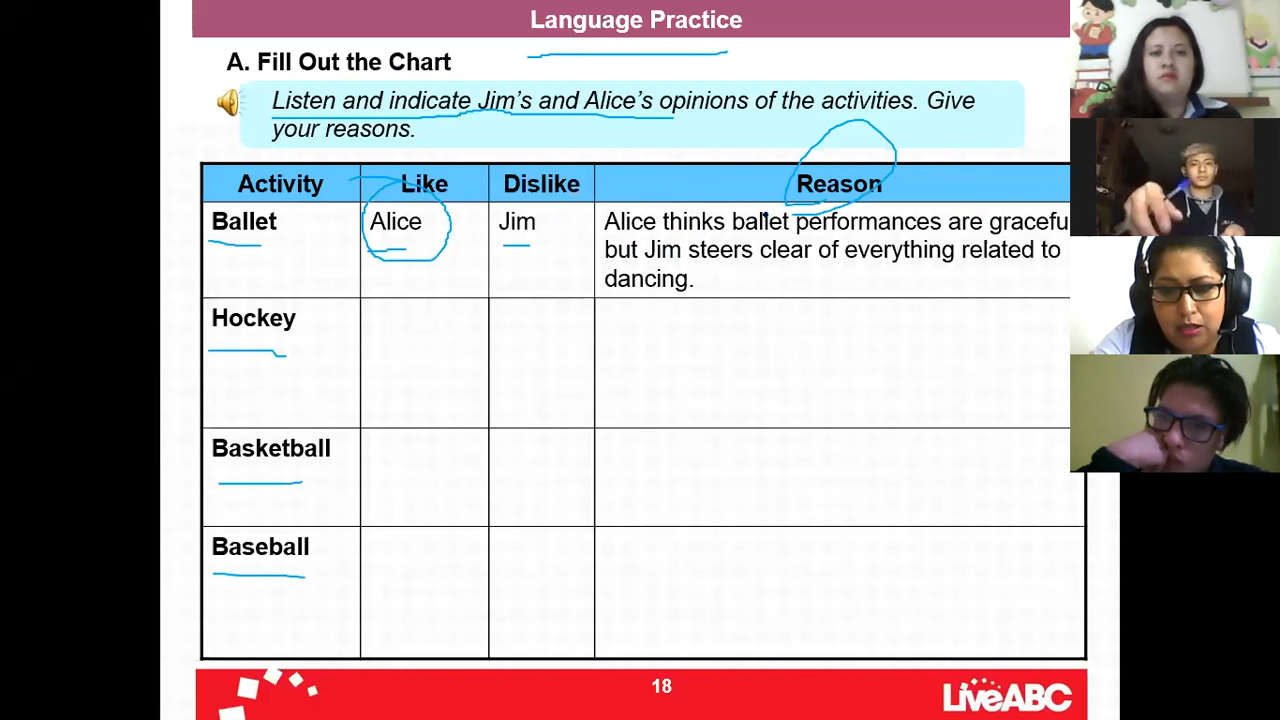 Language Practice
A. Fill Out the Chart
Listen and indicate Jim's and Alice's opinions of the activities. Give
your reasons.
Activity Like Dislike Reason
Ballet Alice Jim Alice thinks ballet performances are gracefu
but Jim steers clear of everything related to
dancing.
Hockey
Basketball
Baseball
18
LiveABC